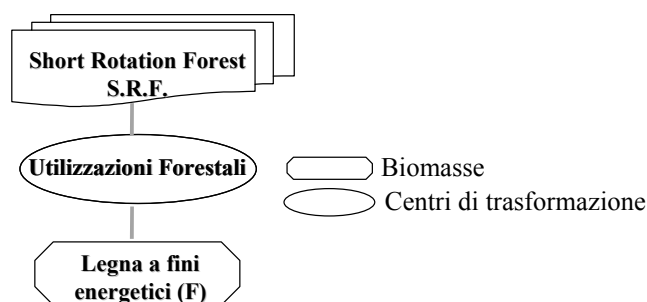 Short Rotation Forest
S.R.F.
Utilizzazioni Forestali
Biomasse
Centri di trasformazione
Legna a fini
energetici (F)